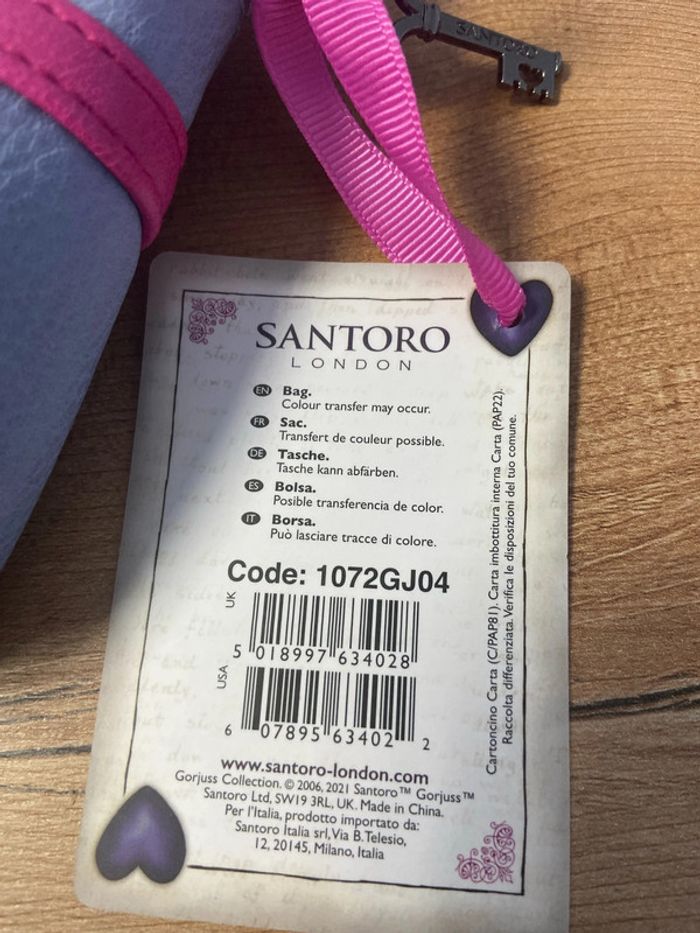 SANTORO
SANTORO
LONDON
EN Bag.
Colour transfer may occur.
FR Sac.
Transfert de couleur possible.
DE Tasche.
Tasche kann abfärben.
ES Bolsa.
Posible transferencia de color.
IT Borsa.
Può lasciare tracce di colore.
Code: 1072GJ04
UK
5 018997 634028
USA
6 07895 63402 2
www.santoro-london.com
Gorjuss Collection. © 2006, 2021 Santoro™ Gorjuss™
Santoro Ltd, SW19 3RL, UK. Made in China.
Per l'Italia, prodotto importato da:
Santoro Italia srl, Via B. Telesio,
12, 20145, Milano, Italia
Cartoncino Carta (C/PAP81). Carta imbottitura interna Carta (PAP22).
Raccolta differenziata. Verifica le disposizioni del tuo comune.